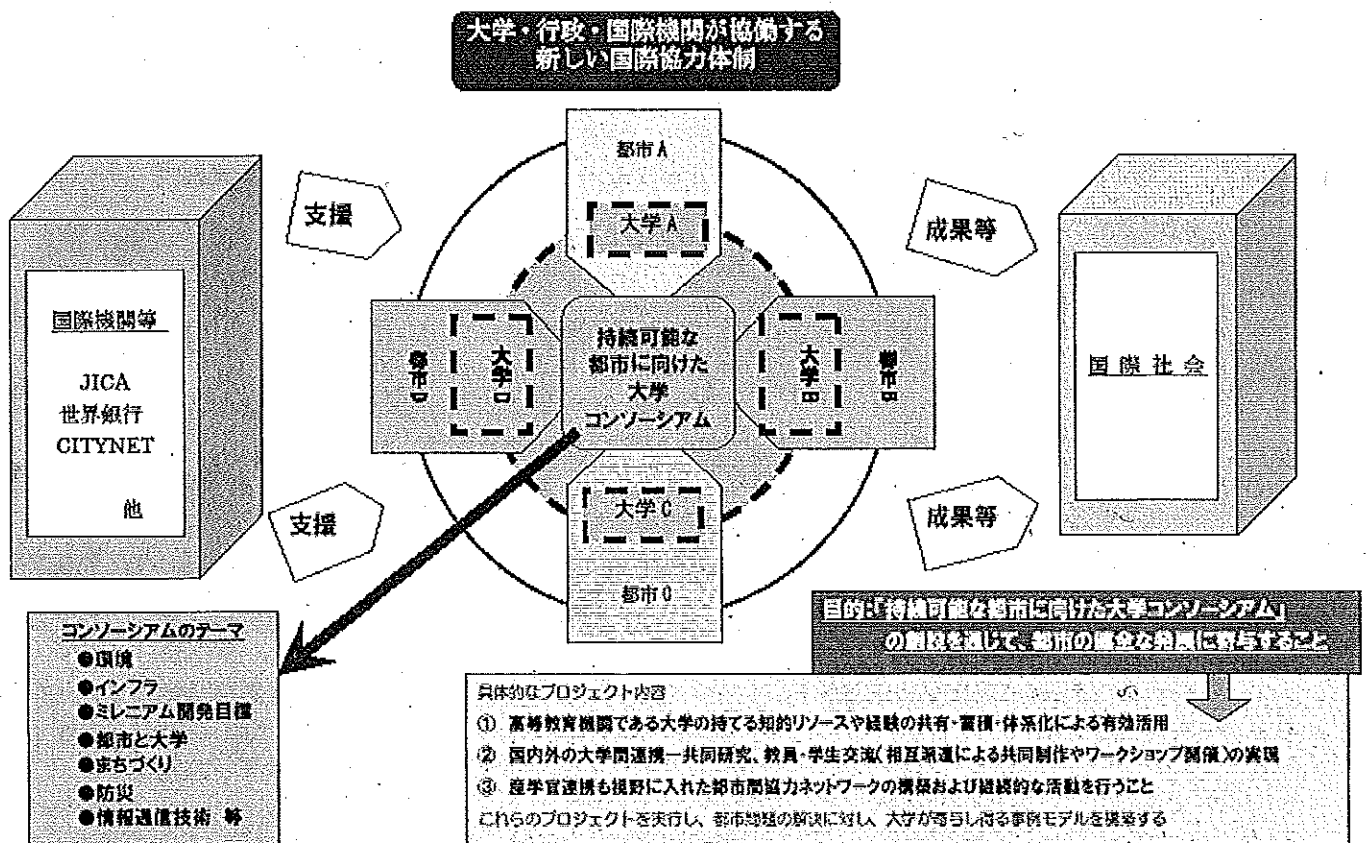 大学・行政・国際機関が協働する
新しい国際協力体制
都市A
大学A
支援
成果等
国際機関等
JICA
世界銀行
CITYNET
他
都市D
大学D
持続可能な
都市に向けた
大学
コンソーシアム
大学B
都市B
国際社会
支援
大学C
成果等
都市C
コンソーシアムのテーマ
●環境
●インフラ
●ミレニアム開発目標
●都市と大学
●まちづくり
●防災
●情報通信技術 等
目的:「持続可能な都市に向けた大学コンソーシアム」
の創設を通じて、都市の健全な発展に寄与すること
具体的なプロジェクト内容
① 高等教育機関である大学の持てる知的リソースや経験の共有・蓄積・体系化による有効活用
② 国内外の大学間連携ー共同研究、教員・学生交流(相互派遣による共同制作やワークショップ開催)の実現
③ 産学官連携も視野に入れた都市間協力ネットワークの構築および継続的な活動を行うこと
これらのプロジェクトを実行し、都市問題の解決に対し、大学が寄与し得る事例モデルを構築する